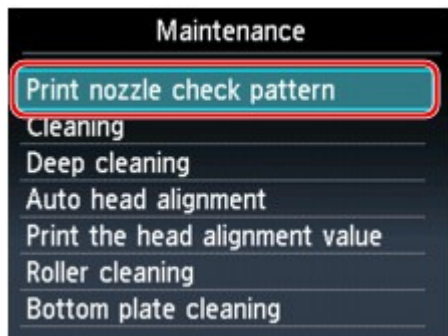 Maintenance
Print nozzle check pattern
Cleaning
Deep cleaning
Auto head alignment
Print the head alignment value
Roller cleaning
Bottom plate cleaning